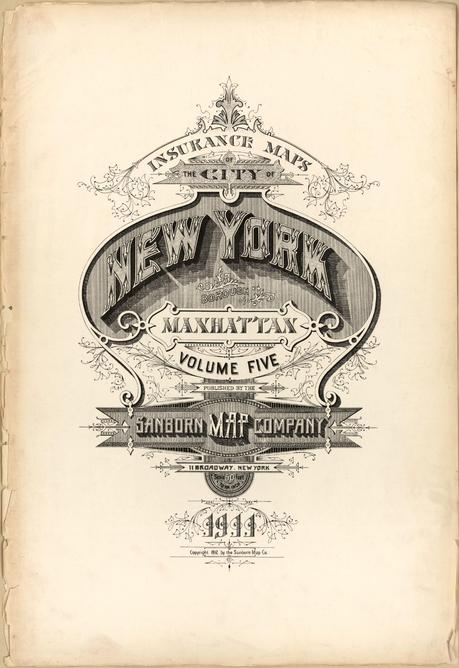 INSURANCE MAPS
OF
THE CITY OF
NEW YORK
BOROUGH OF
MANHATTAN
VOLUME FIVE
PUBLISHED BY THE
SANBORN MAP COMPANY
11 BROADWAY, NEW YORK
1911
Copyright 1912, by the Sanborn Map Co.